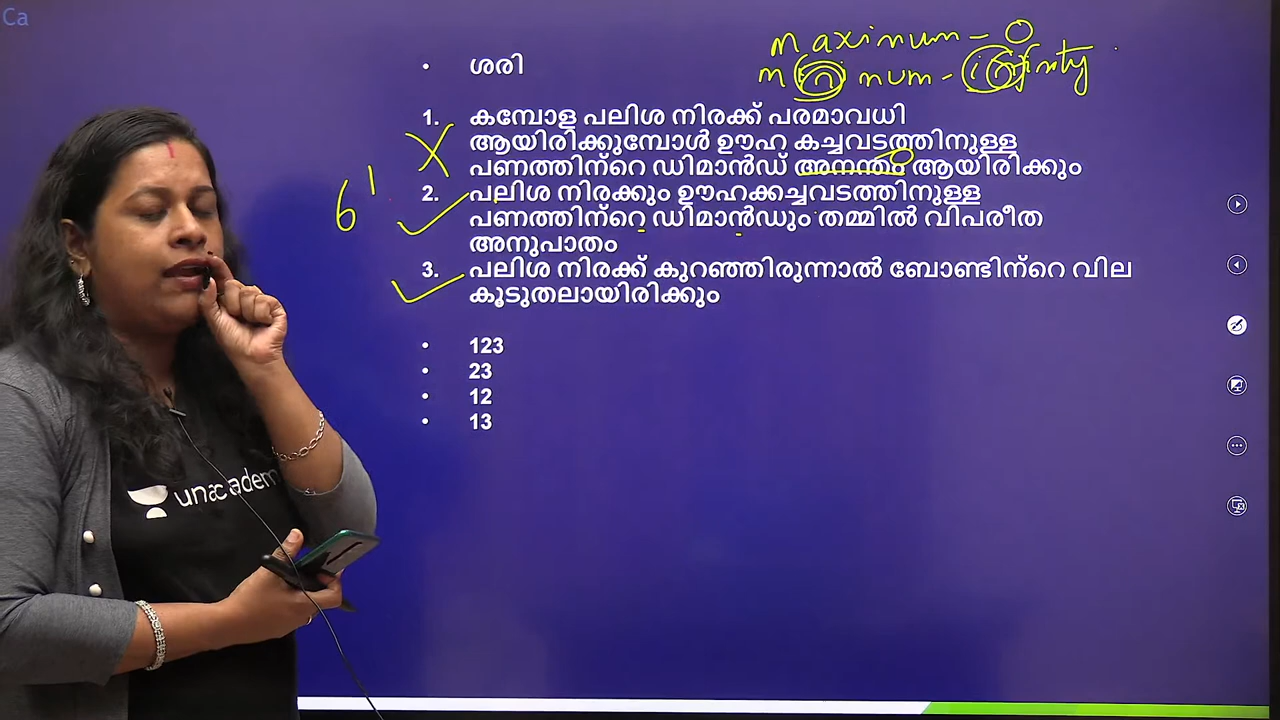 Ca
maximum - 0
minimum - infinity
• ശരി
1. കമ്പോള പലിശ നിരക്ക് പരമാവധി
ആയിരിക്കുമ്പോൾ ഊഹ കച്ചവടത്തിനുള്ള
പണത്തിന്റെ ഡിമാൻഡ് അനന്തം ആയിരിക്കും
2. പലിശ നിരക്കും ഊഹക്കച്ചവടത്തിനുള്ള
പണത്തിന്റെ ഡിമാൻഡും തമ്മിൽ വിപരീത
അനുപാതം
3. പലിശ നിരക്ക് കുറഞ്ഞിരുന്നാൽ ബോണ്ടിന്റെ വില
കൂടുതലായിരിക്കും
61
• 123
• 23
• 12
• 13
unacademy